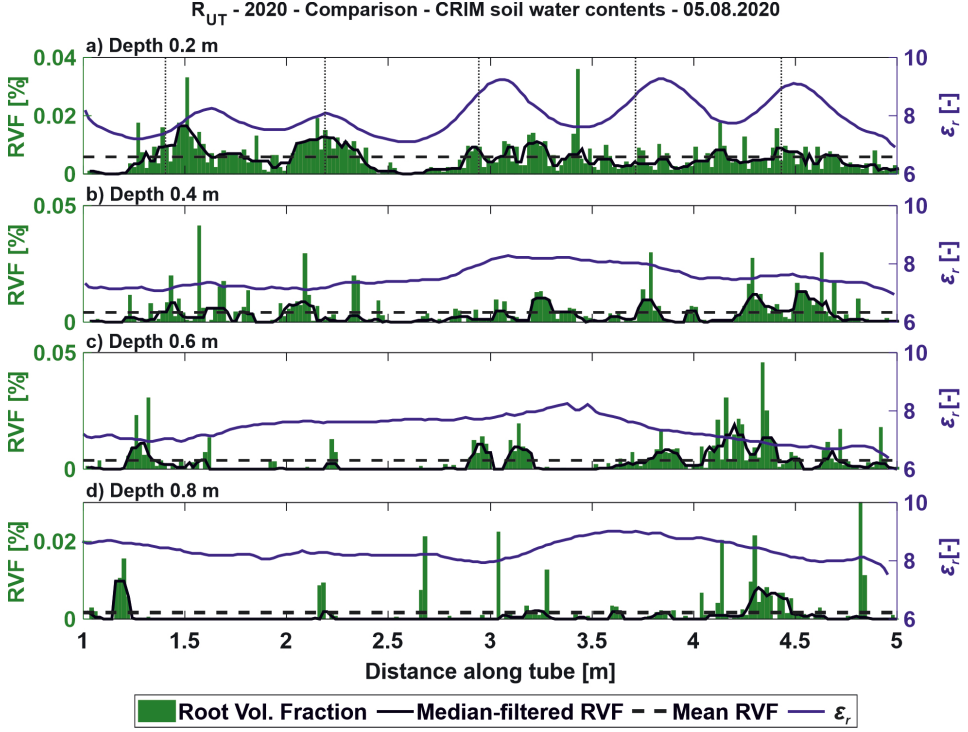 R_UT - 2020 - Comparison - CRIM soil water contents - 05.08.2020
a) Depth 0.2 m
0.04
0.02
0
RVF [%]
10
8
6
ε_r [-]
b) Depth 0.4 m
0.05
0
RVF [%]
10
8
6
ε_r [-]
c) Depth 0.6 m
0.05
0
RVF [%]
10
8
6
ε_r [-]
d) Depth 0.8 m
0.02
0
RVF [%]
10
8
6
ε_r [-]
1 1.5 2 2.5 3 3.5 4 4.5 5
Distance along tube [m]
Root Vol. Fraction Median-filtered RVF Mean RVF ε_r